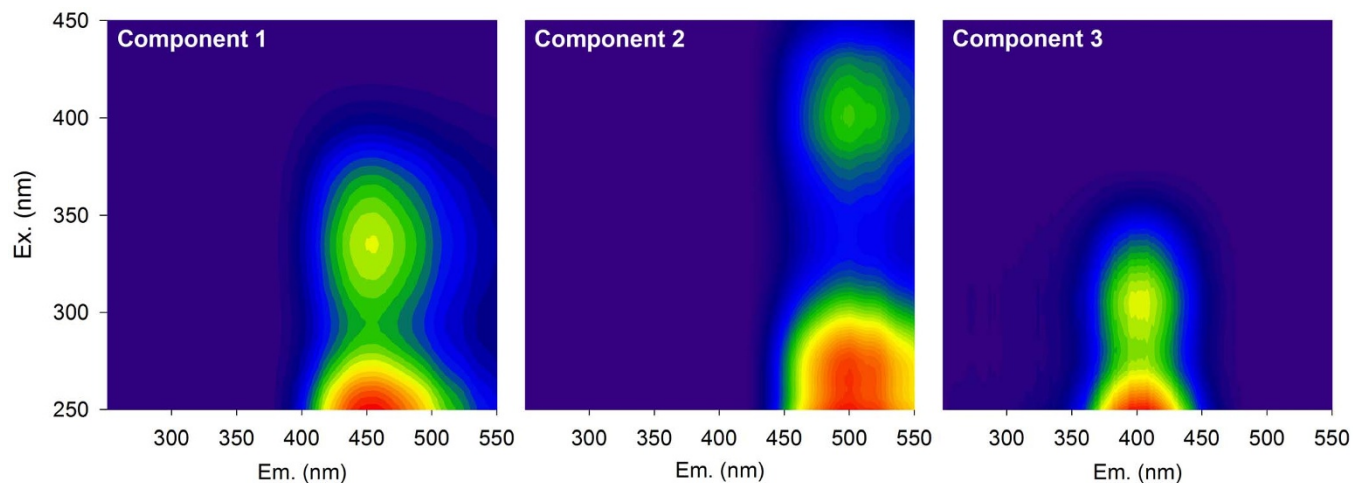 Component 1
Component 2
Component 3
450
400
350
300
250
Ex. (nm)
300 350 400 450 500 550
300 350 400 450 500 550
300 350 400 450 500 550
Em. (nm)
Em. (nm)
Em. (nm)